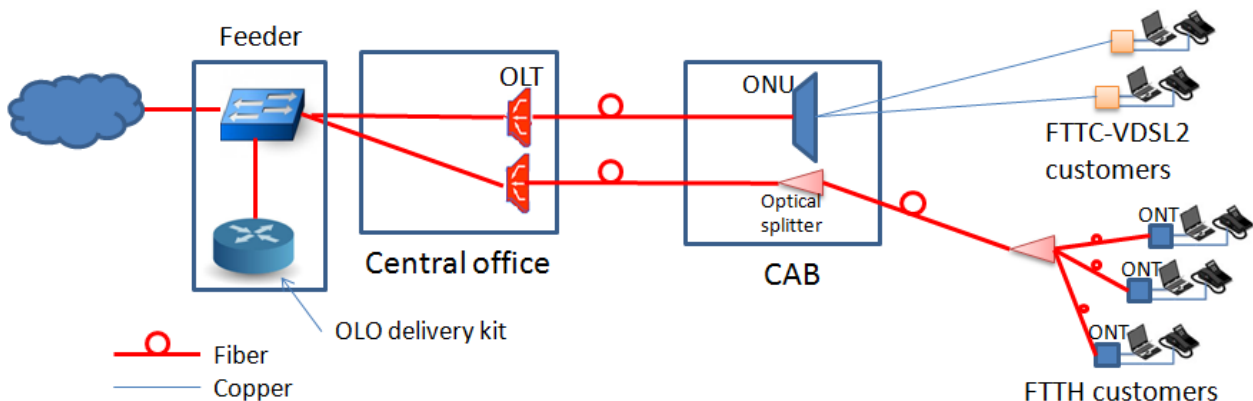 Feeder
OLT
ONU
FTTC-VDSL2
customers
Optical
splitter
ONT
ONT
ONT
Central office
CAB
OLO delivery kit
Fiber
Copper
FTTH customers